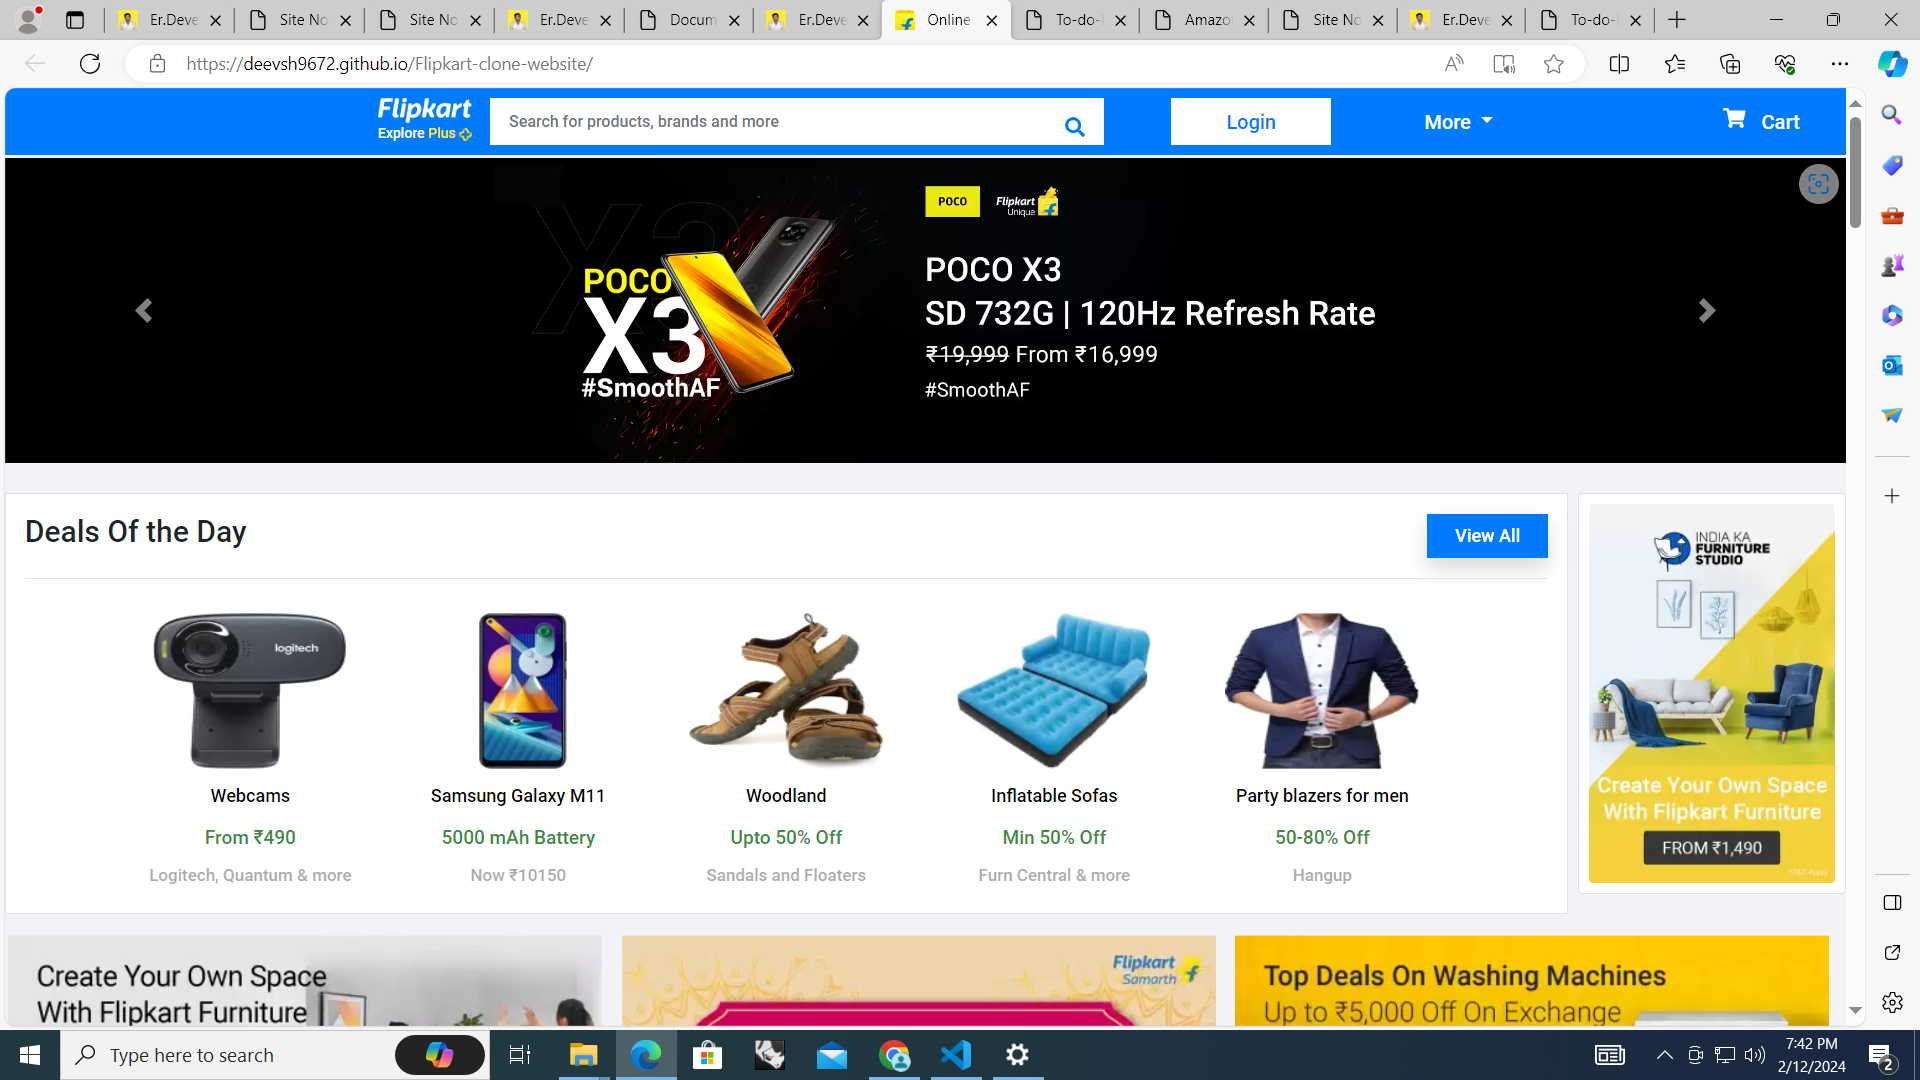 Er.Deve
Site No
Site No
Er.Deve
Docum
Er.Deve
Online
To-do-
Amazo
Site No
Er.Deve
To-do-
https://deevsh9672.github.io/Flipkart-clone-website/
Flipkart
Explore Plus
Search for products, brands and more
Login
More
Cart
POCO
Flipkart
Unique
X3
POCO
X3
#SmoothAF
POCO X3
SD 732G | 120Hz Refresh Rate
₹19,999 From ₹16,999
#SmoothAF
Deals Of the Day
View All
logitech
Webcams
From ₹490
Logitech, Quantum & more
Samsung Galaxy M11
5000 mAh Battery
Now ₹10150
Woodland
Upto 50% Off
Sandals and Floaters
Inflatable Sofas
Min 50% Off
Furn Central & more
Party blazers for men
50-80% Off
Hangup
INDIA KA
FURNITURE
STUDIO
Create Your Own Space
With Flipkart Furniture
FROM ₹1,490
*T&C Apply
Create Your Own Space
With Flipkart Furniture
Flipkart
Samarth
Top Deals On Washing Machines
Up to ₹5,000 Off On Exchange
Type here to search
7:42 PM
2/12/2024
2